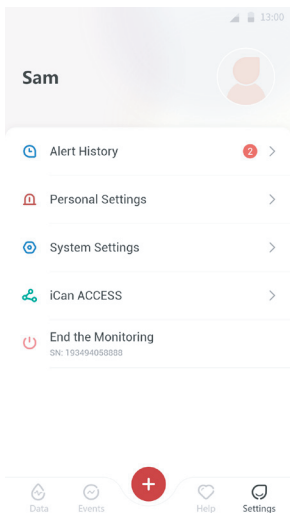 13:00
Sam
Alert History 2
Personal Settings
System Settings
iCan ACCESS
End the Monitoring
SN: 193494058888
Data Events Help Settings